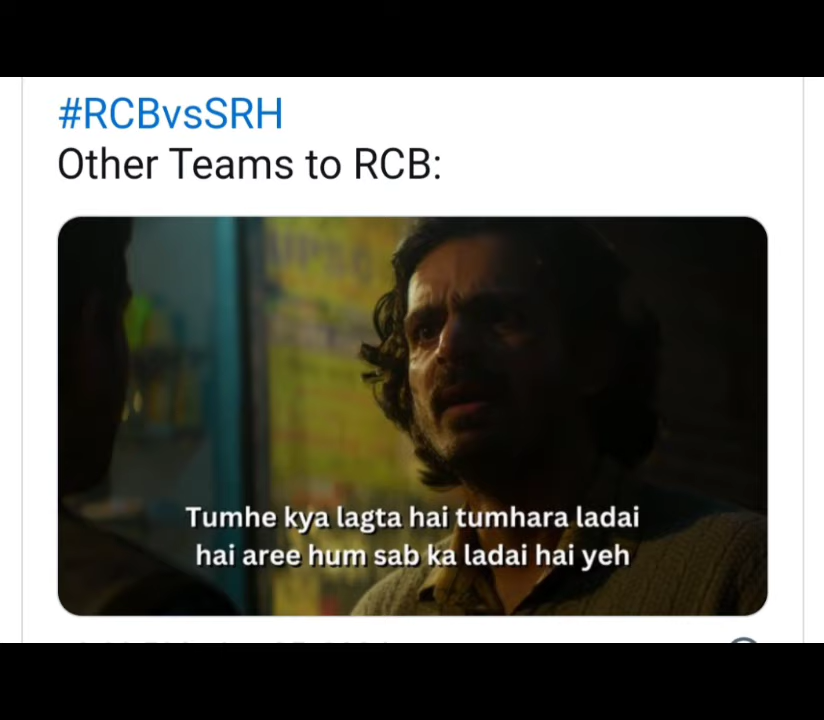 #RCBvsSRH
Other Teams to RCB:
UPSC
Tumhe kya lagta hai tumhara ladai
hai aree hum sab ka ladai hai yeh